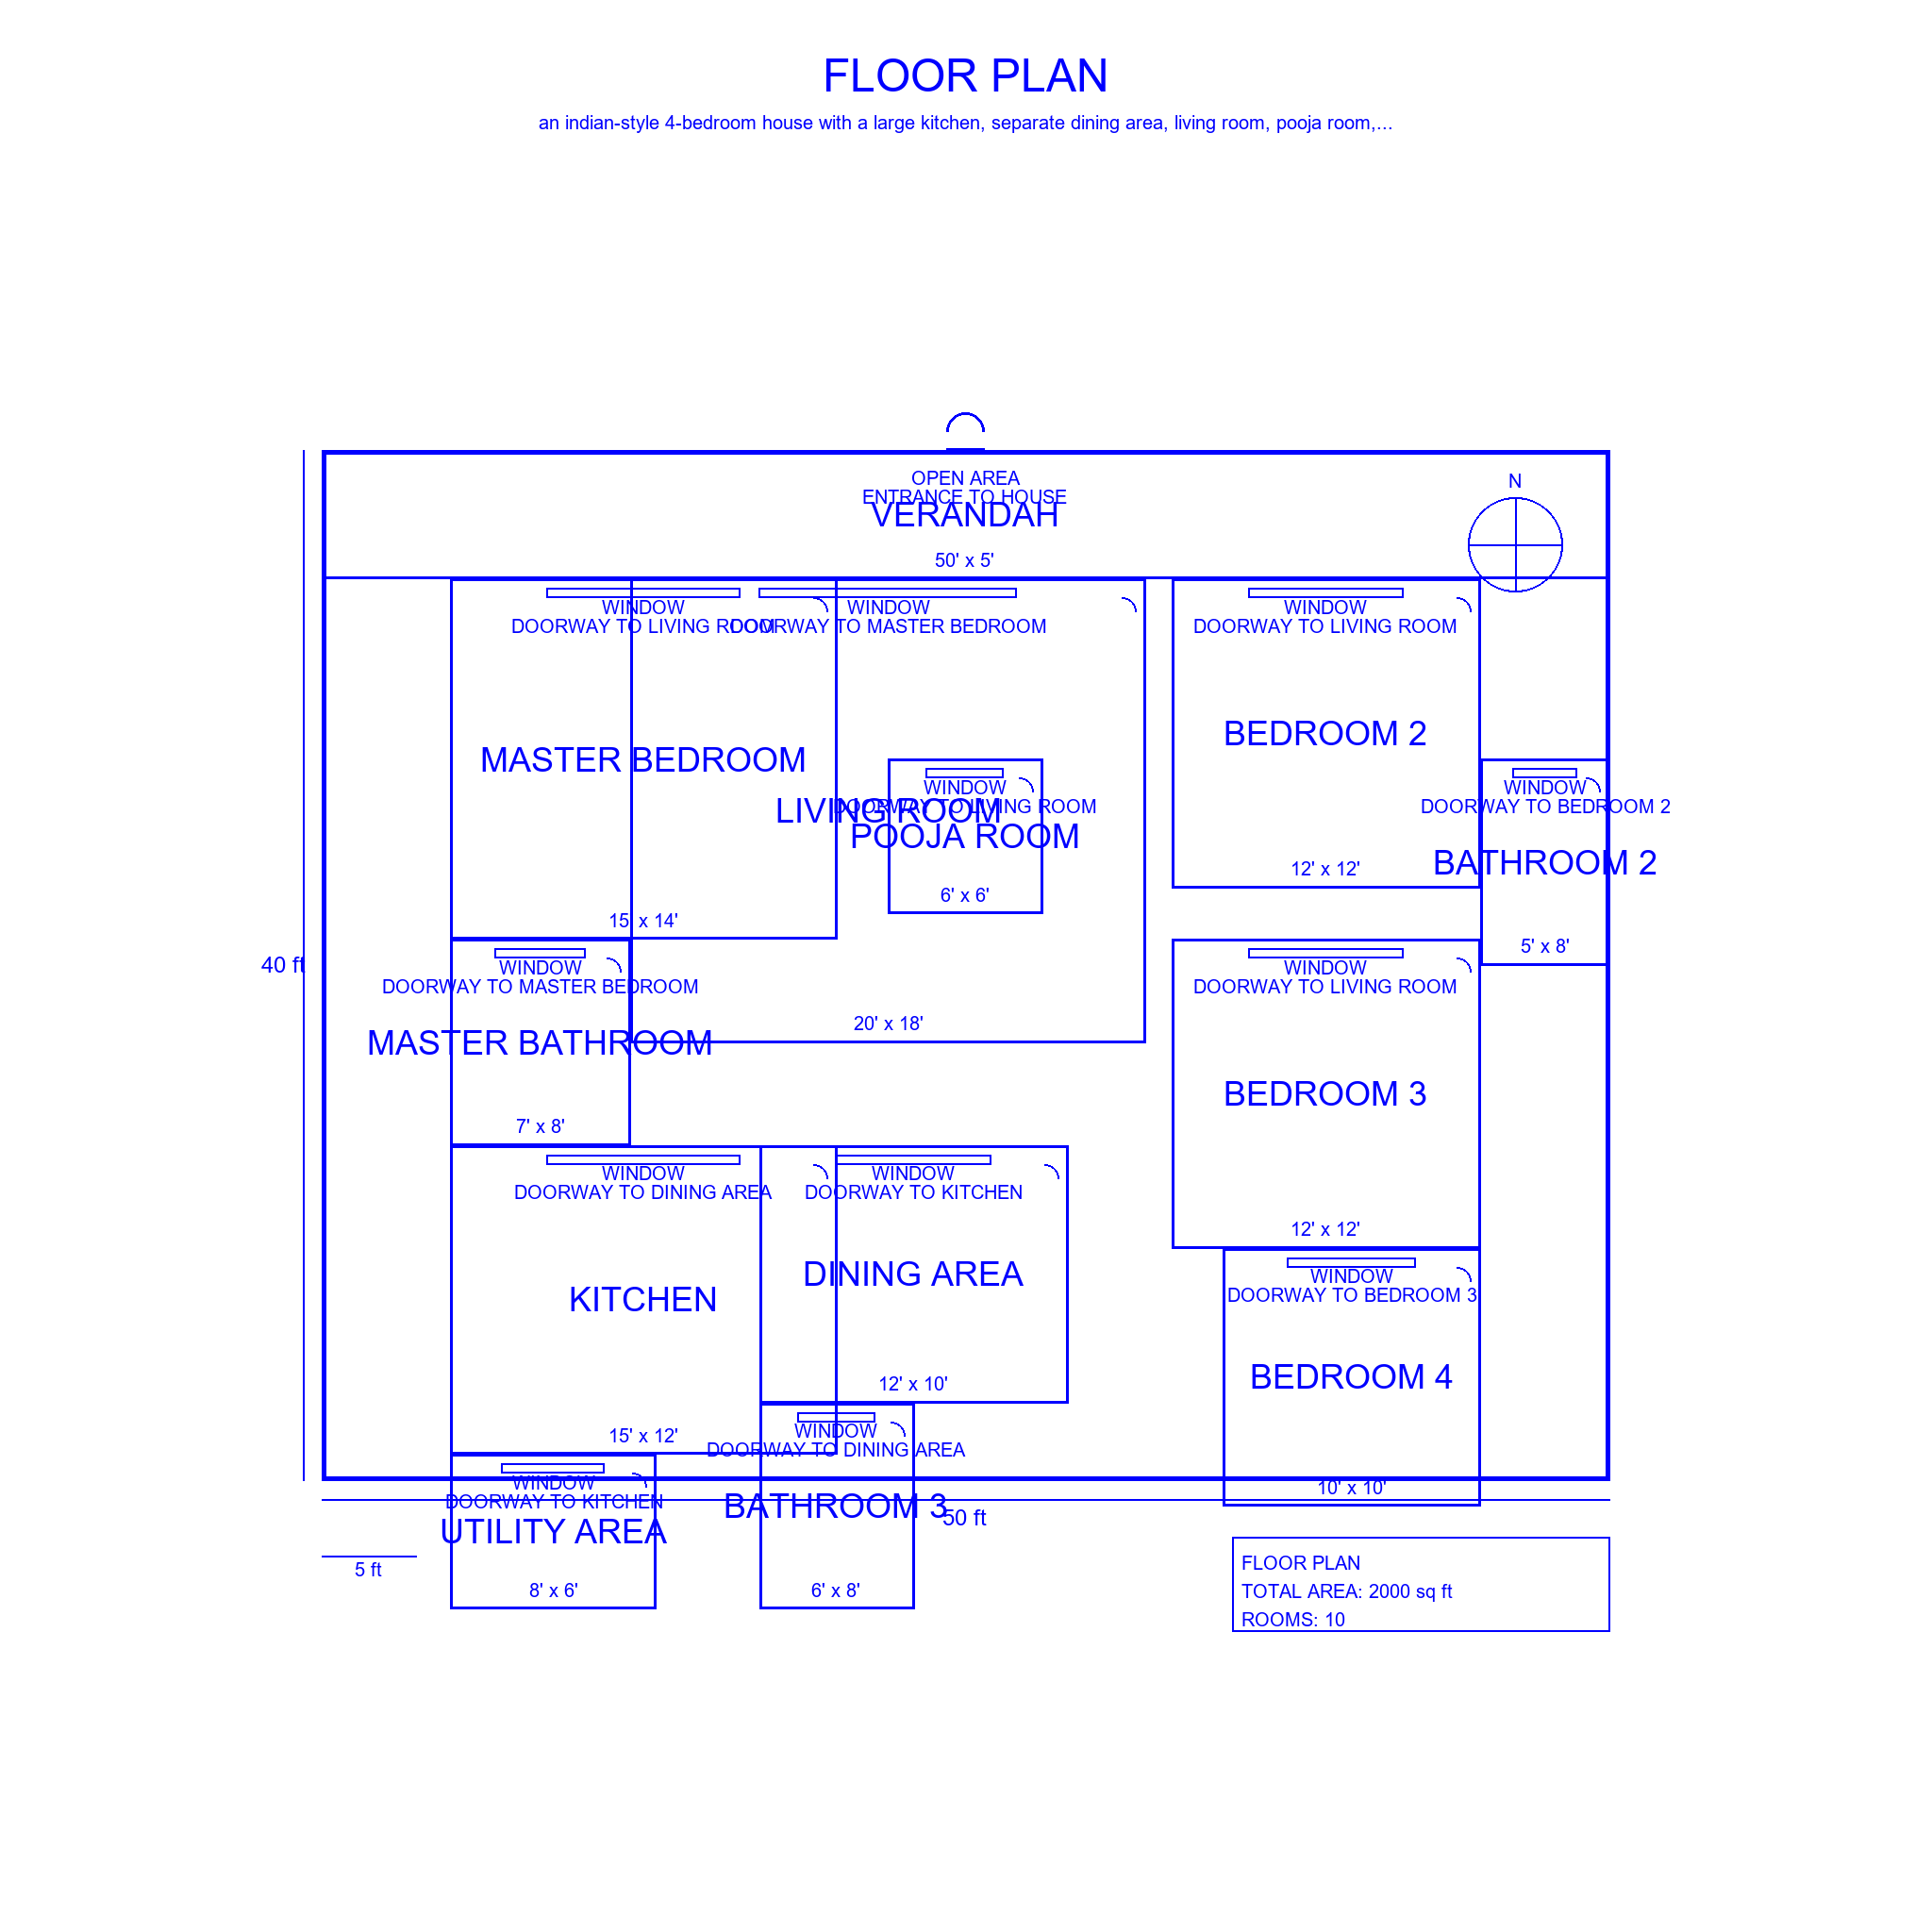 FLOOR PLAN
an indian-style 4-bedroom house with a large kitchen, separate dining area, living room, pooja room,...
OPEN AREA
ENTRANCE TO HOUSE
VERANDAH
50' x 5'
N
WINDOW
DOORWAY TO LIVING ROOM
MASTER BEDROOM
15' x 14'
WINDOW
DOORWAY TO MASTER BEDROOM
LIVING ROOM
20' x 18'
WINDOW
DOORWAY TO LIVING ROOM
POOJA ROOM
6' x 6'
WINDOW
DOORWAY TO LIVING ROOM
BEDROOM 2
12' x 12'
WINDOW
DOORWAY TO BEDROOM 2
BATHROOM 2
5' x 8'
40 ft
WINDOW
DOORWAY TO MASTER BEDROOM
MASTER BATHROOM
7' x 8'
WINDOW
DOORWAY TO LIVING ROOM
BEDROOM 3
12' x 12'
WINDOW
DOORWAY TO DINING AREA
KITCHEN
15' x 12'
WINDOW
DOORWAY TO KITCHEN
DINING AREA
12' x 10'
WINDOW
DOORWAY TO BEDROOM 3
BEDROOM 4
10' x 10'
WINDOW
DOORWAY TO DINING AREA
BATHROOM 3
6' x 8'
WINDOW
DOORWAY TO KITCHEN
UTILITY AREA
8' x 6'
50 ft
5 ft
FLOOR PLAN
TOTAL AREA: 2000 sq ft
ROOMS: 10